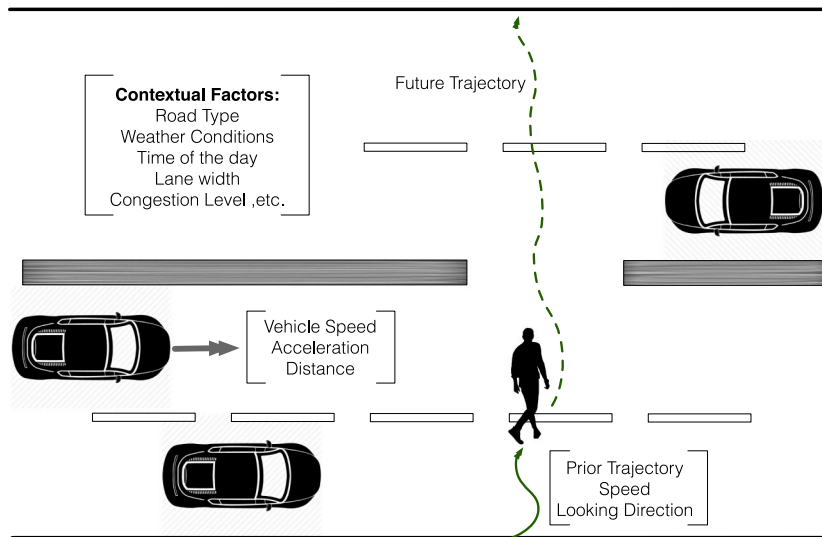 Contextual Factors:
Road Type
Weather Conditions
Time of the day
Lane width
Congestion Level ,etc.
Future Trajectory
Vehicle Speed
Acceleration
Distance
Prior Trajectory
Speed
Looking Direction